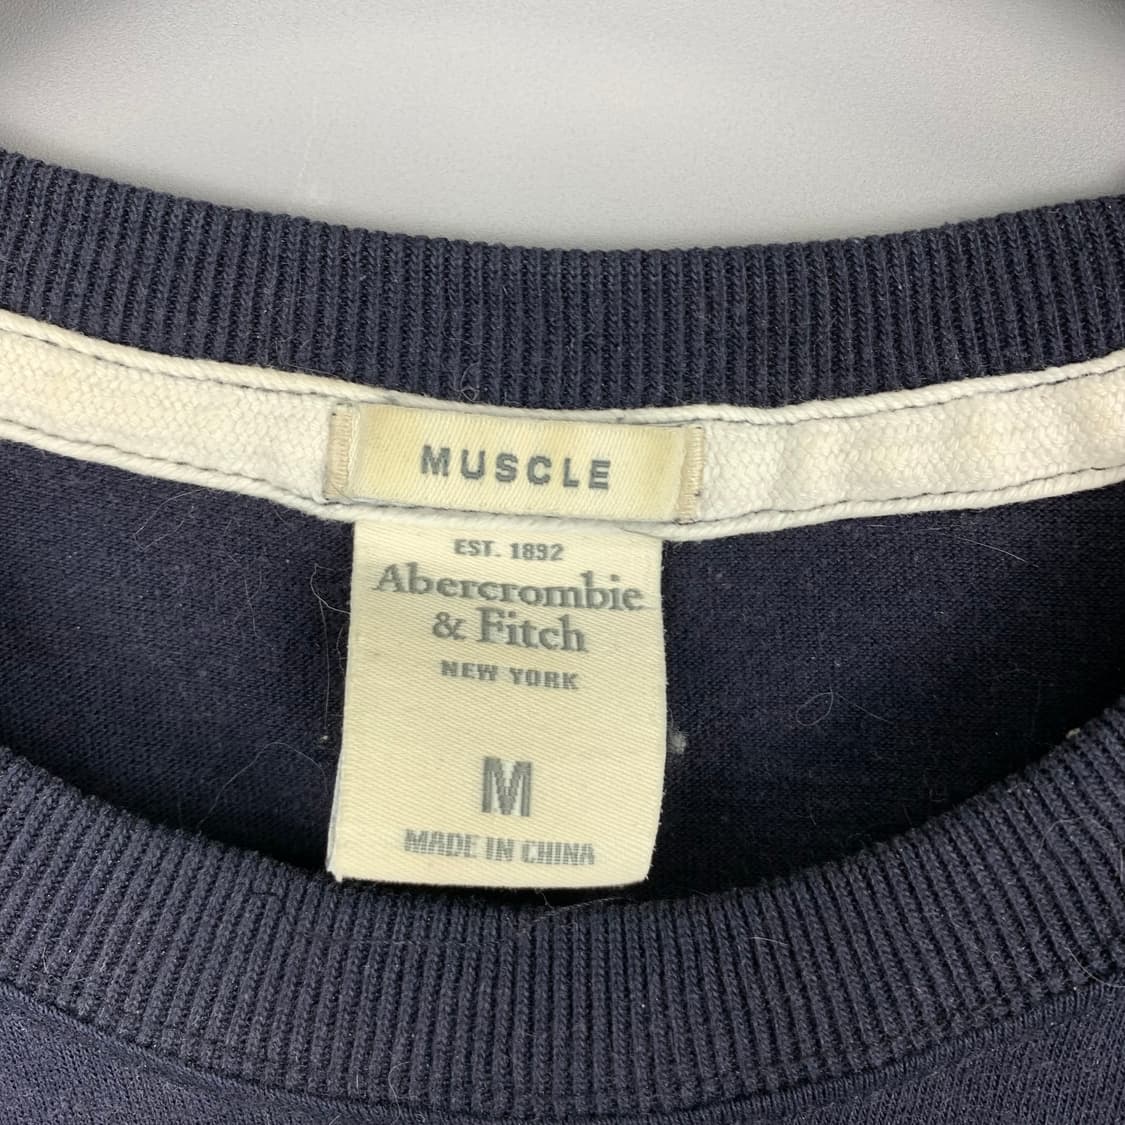 MUSCLE
EST. 1892
Abercrombie
& Fitch
NEW YORK
M
MADE IN CHINA